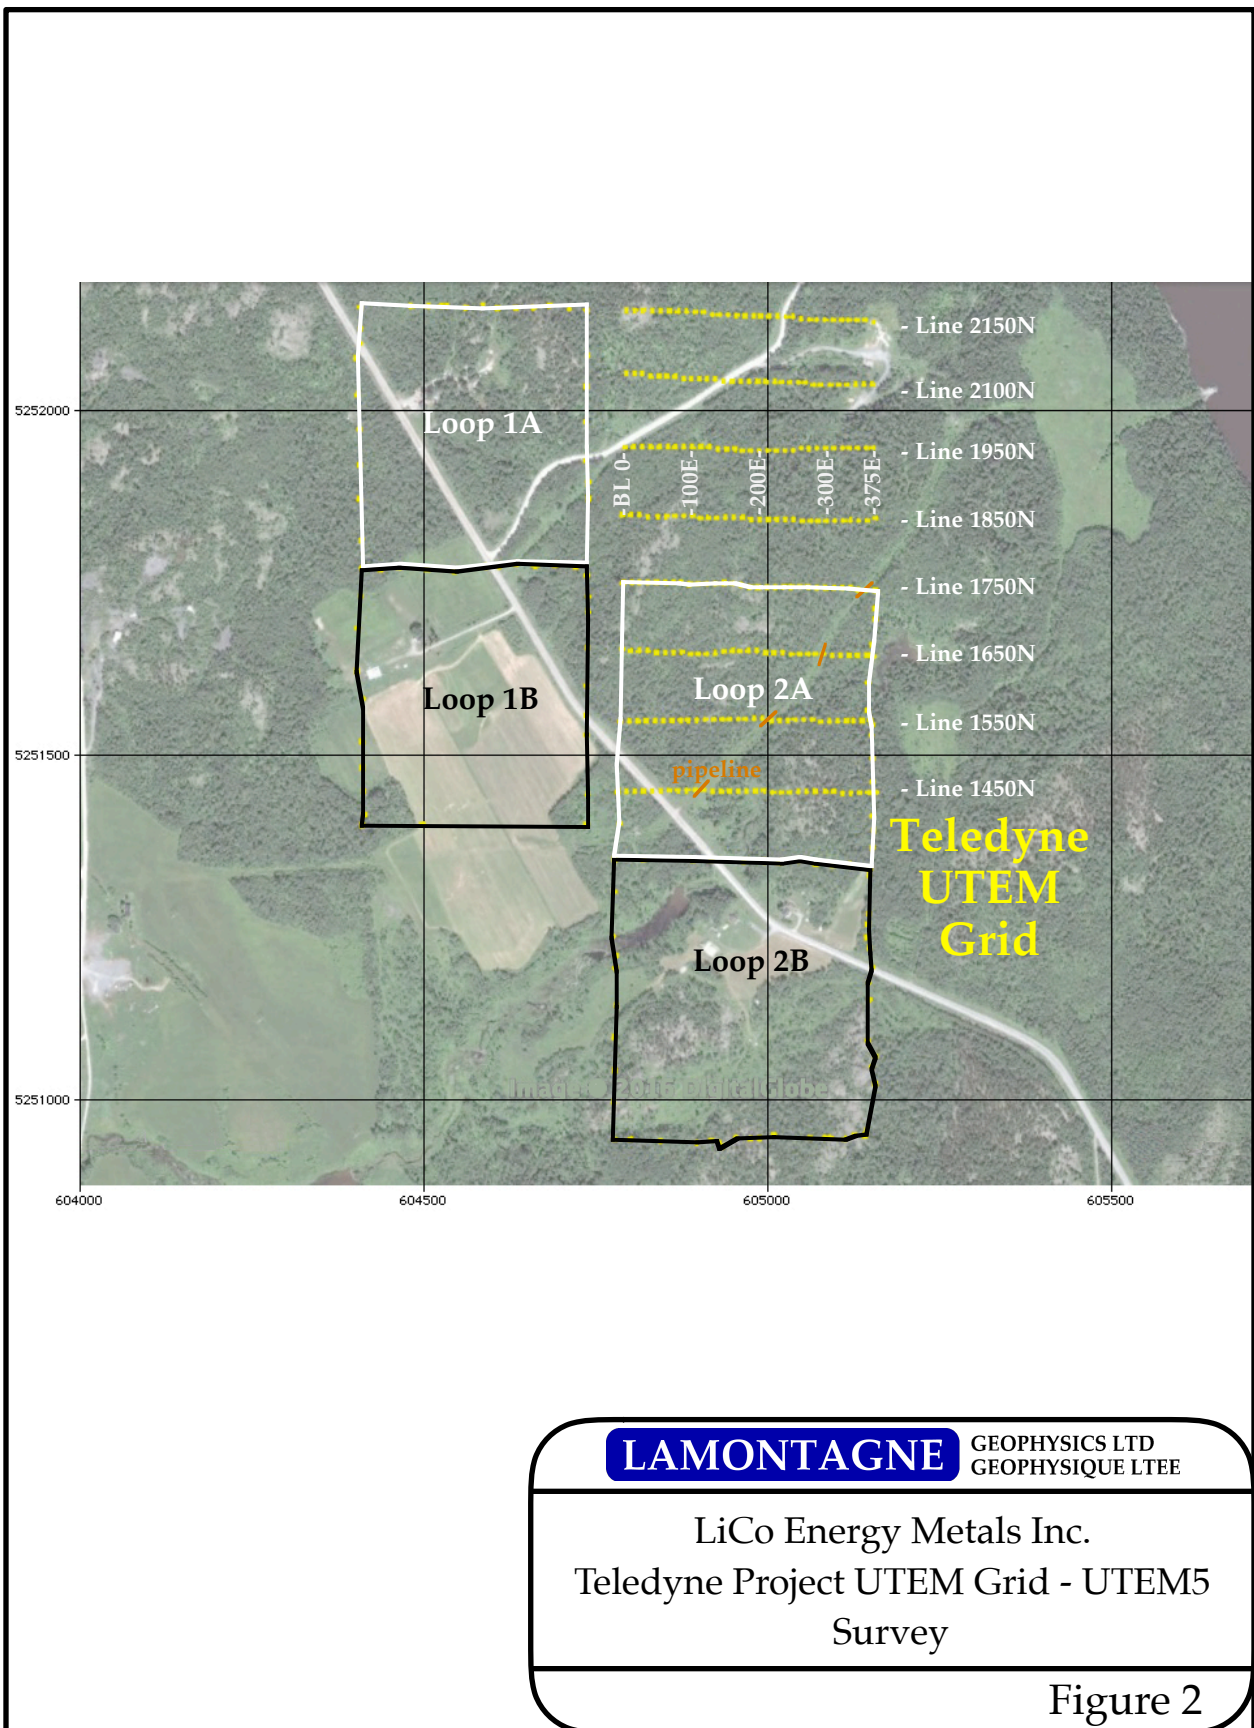 - Line 2150N
- Line 2100N
5252000
Loop 1A
- Line 1950N
-BL 0-
-100E-
-200E-
-300E-
-375E-
- Line 1850N
- Line 1750N
- Line 1650N
Loop 2A
Loop 1B
- Line 1550N
5251500
pipeline
- Line 1450N
Teledyne
UTEM
Grid
Loop 2B
5251000
604000
604500
605000
605500
LAMONTAGNE
GEOPHYSICS LTD
GEOPHYSIQUE LTEE
LiCo Energy Metals Inc.
Teledyne Project UTEM Grid - UTEM5
Survey
Figure 2